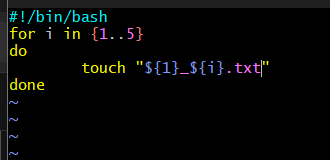 #!/bin/bash
for i in {1..5}
do
        touch "${1}_${i}.txt"
done
~
~
~
~